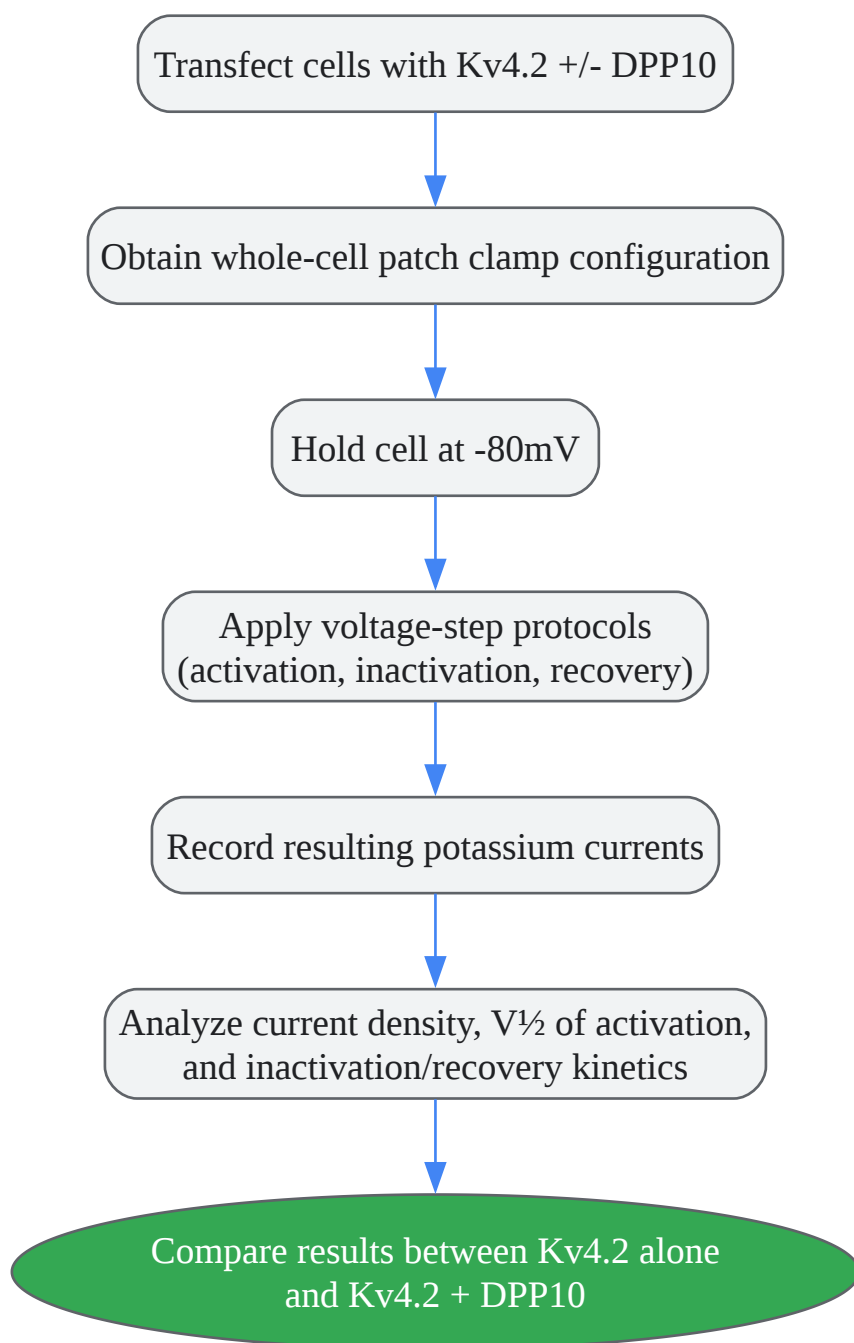 Transfect cells with Kv4.2 +/- DPP10
Obtain whole-cell patch clamp configuration
Hold cell at -80mV
Apply voltage-step protocols
(activation, inactivation, recovery)
Record resulting potassium currents
Analyze current density, V½ of activation,
and inactivation/recovery kinetics
Compare results between Kv4.2 alone
and Kv4.2 + DPP10